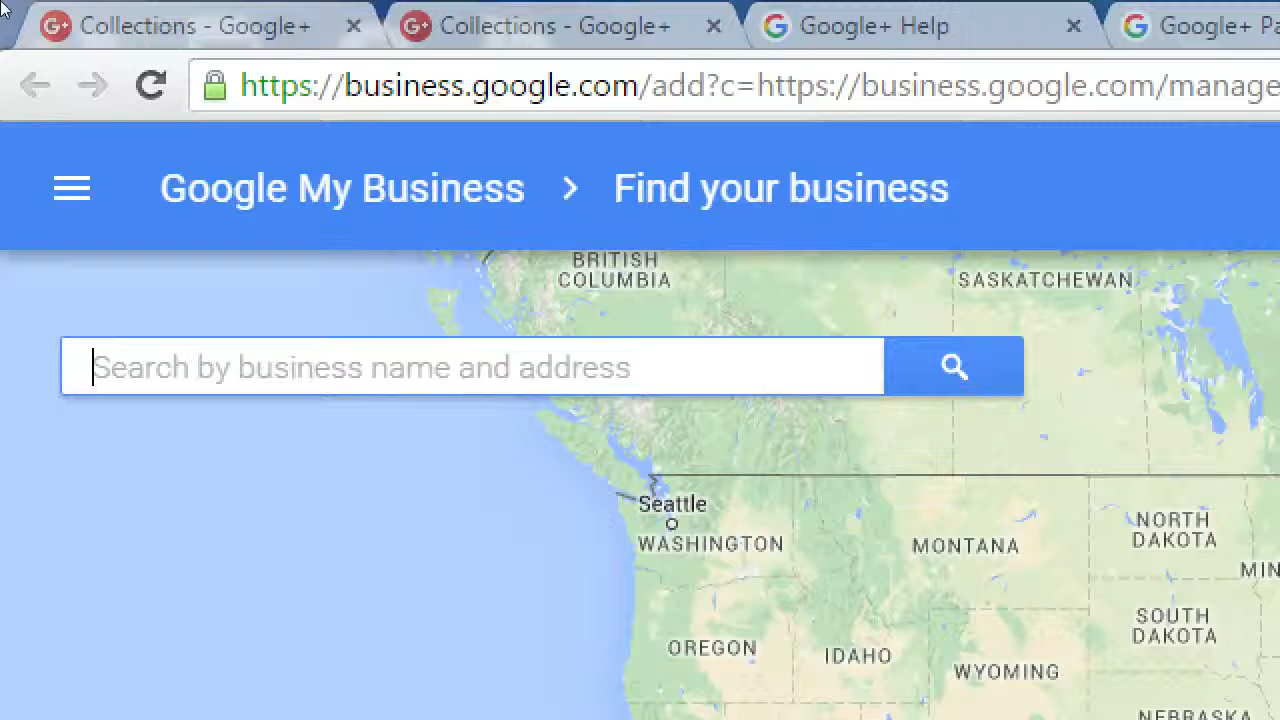 Collections - Google+
Collections - Google+
Google+ Help
Google+ Pa
https://business.google.com/add?c=https://business.google.com/manage
Google My Business > Find your business
BRITISH
COLUMBIA
SASKATCHEWAN
Search by business name and address
Seattle
WASHINGTON
MONTANA
NORTH
DAKOTA
MIN
SOUTH
DAKOTA
OREGON
IDAHO
WYOMING
NEBRASKA